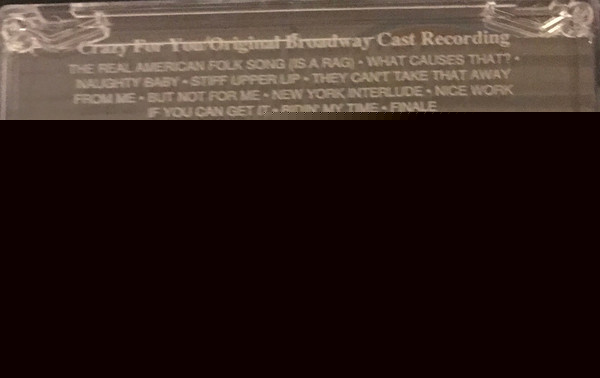 Crazy For You/Original Broadway Cast Recording
THE REAL AMERICAN FOLK SONG (IS A RAG) • WHAT CAUSES THAT? •
NAUGHTY BABY • STIFF UPPER LIP • THEY CAN'T TAKE THAT AWAY
FROM ME • BUT NOT FOR ME • NEW YORK INTERLUDE • NICE WORK
IF YOU CAN GET IT • BIDIN' MY TIME • FINALE